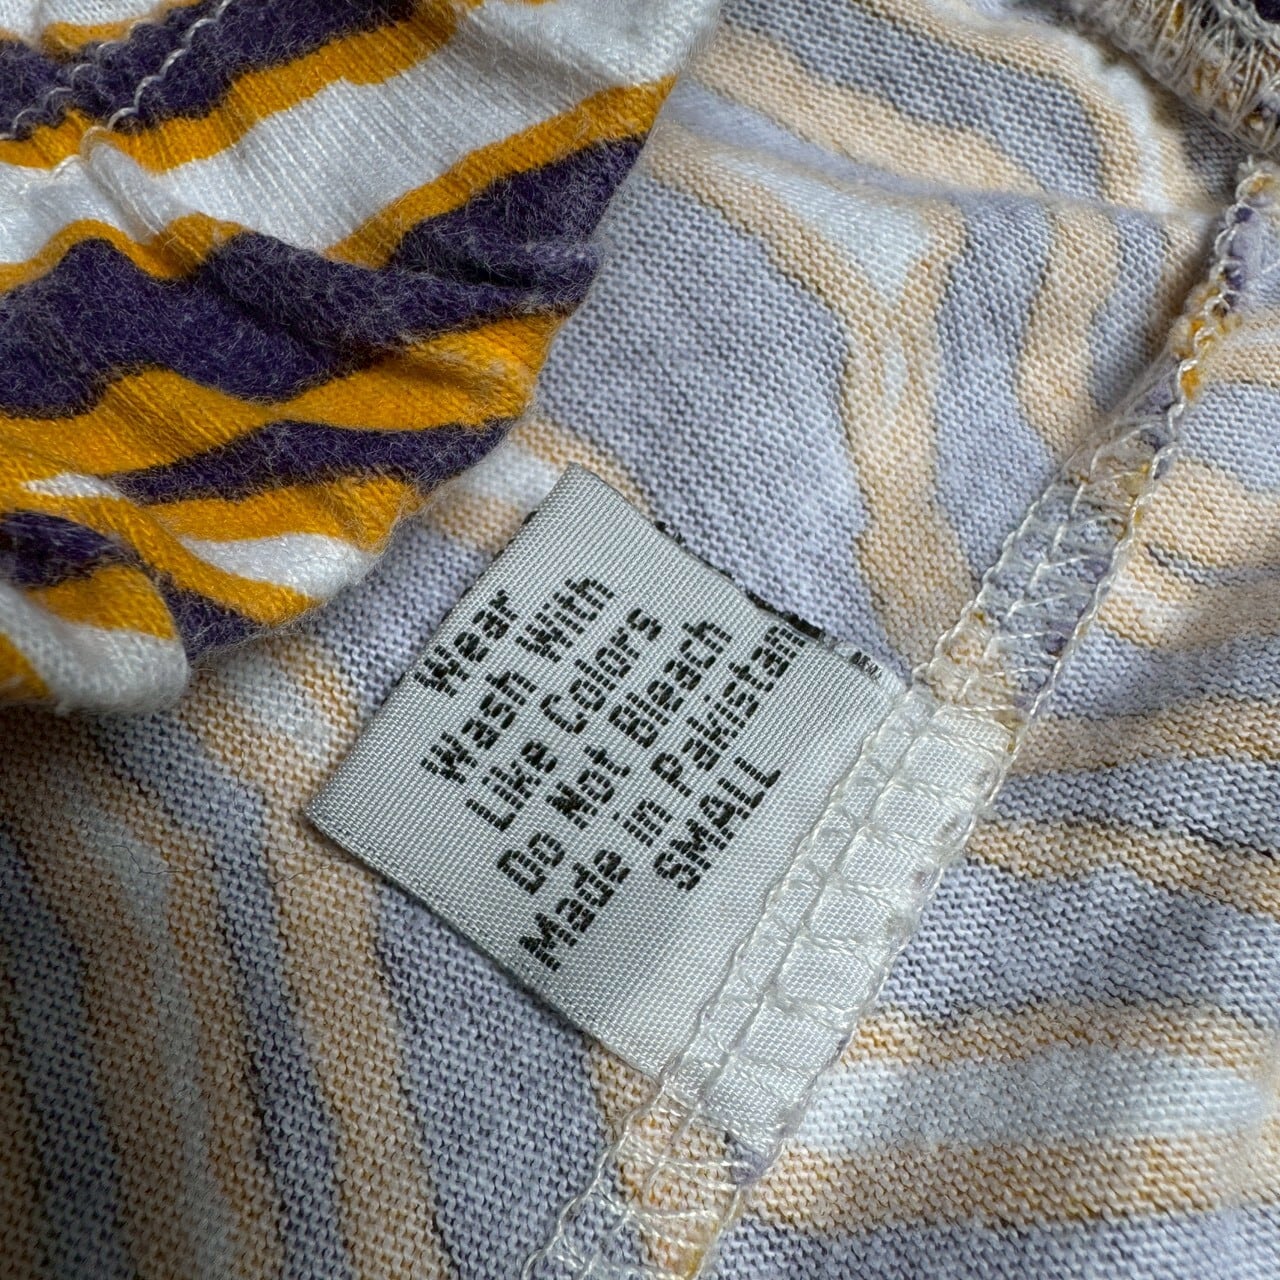 Wear
Wash With
Like Colors
Do Not Bleach
Made in Pakistan
SMALL